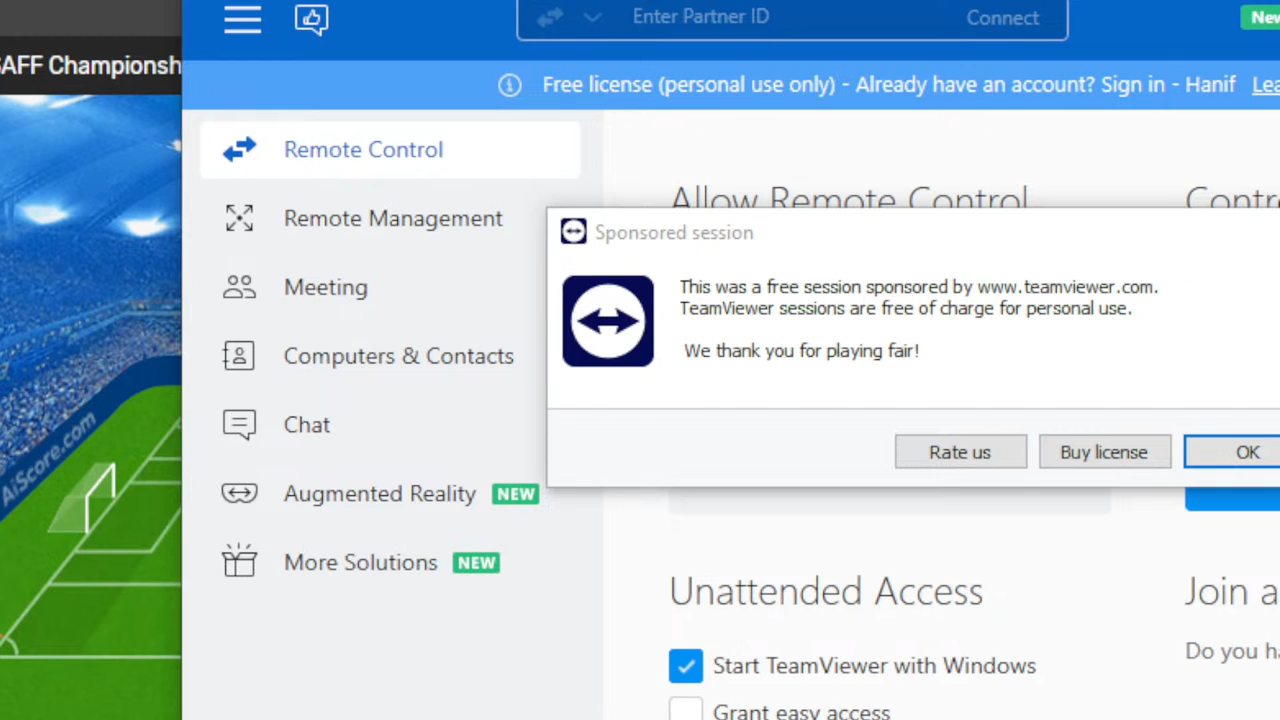 Enter Partner ID
Connect
New
Free license (personal use only) - Already have an account? Sign in - Hanif
AFF Championsh
AiScore.com
Remote Control
Remote Management
Meeting
Computers & Contacts
Chat
Augmented Reality NEW
More Solutions NEW
Allow Remote Control
Sponsored session
This was a free session sponsored by www.teamviewer.com.
TeamViewer sessions are free of charge for personal use.
We thank you for playing fair!
Rate us
Buy license
OK
Unattended Access
Start TeamViewer with Windows
Grant easy access
Join a
Do you ha